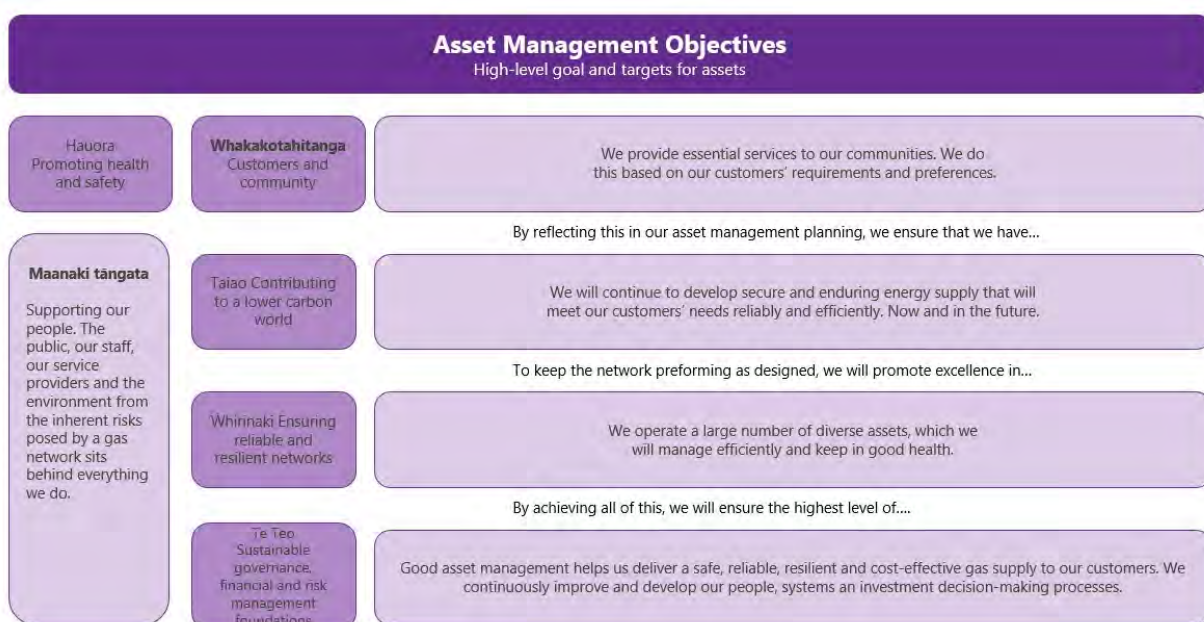 Asset Management Objectives
High-level goal and targets for assets
Hauora
Promoting health
and safety
Whakakotahitanga
Customers and
community
We provide essential services to our communities. We do
this based on our customers' requirements and preferences.
By reflecting this in our asset management planning, we ensure that we have...
Maanaki tāngata
Supporting our
people. The
public, our staff,
our service
providers and the
environment from
the inherent risks
posed by a gas
network sits
behind everything
we do.
Taiao Contributing
to a lower carbon
world
We will continue to develop secure and enduring energy supply that will
meet our customers' needs reliably and efficiently. Now and in the future.
To keep the network preforming as designed, we will promote excellence in...
Whirinaki Ensuring
reliable and
resilient networks
We operate a large number of diverse assets, which we
will manage efficiently and keep in good health.
By achieving all of this, we will ensure the highest level of....
Te Teo
Sustainable
governance,
financial and risk
management
foundations
Good asset management helps us deliver a safe, reliable, resilient and cost-effective gas supply to our customers. We
continuously improve and develop our people, systems an investment decision-making processes.